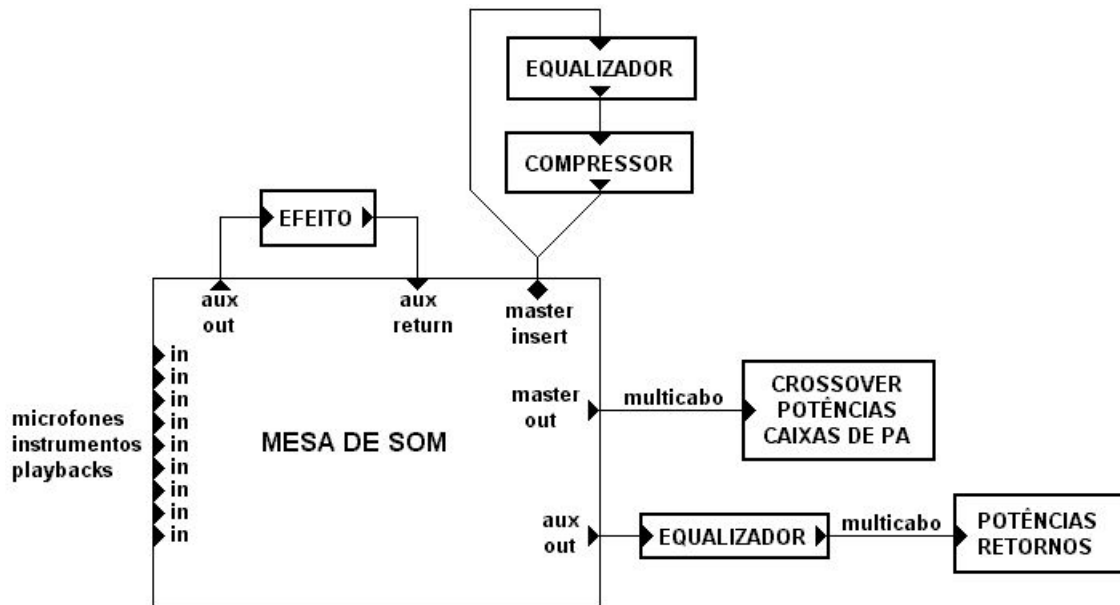 EQUALIZADOR
COMPRESSOR
EFEITO
aux
out
aux
return
master
insert
in
in
in
in
in
in
in
in
in
microfones
instrumentos
playbacks
MESA DE SOM
master
out
multicabo
CROSSOVER
POTÊNCIAS
CAIXAS DE PA
aux
out
EQUALIZADOR
multicabo
POTÊNCIAS
RETORNOS